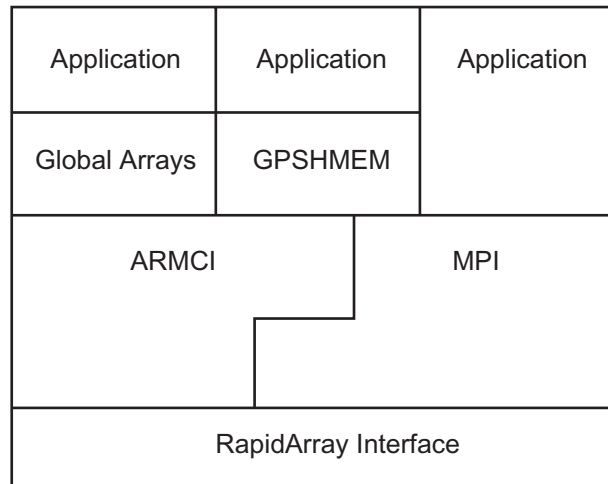 Application
Application
Application
Global Arrays
GPSHMEM
ARMCI
MPI
RapidArray Interface